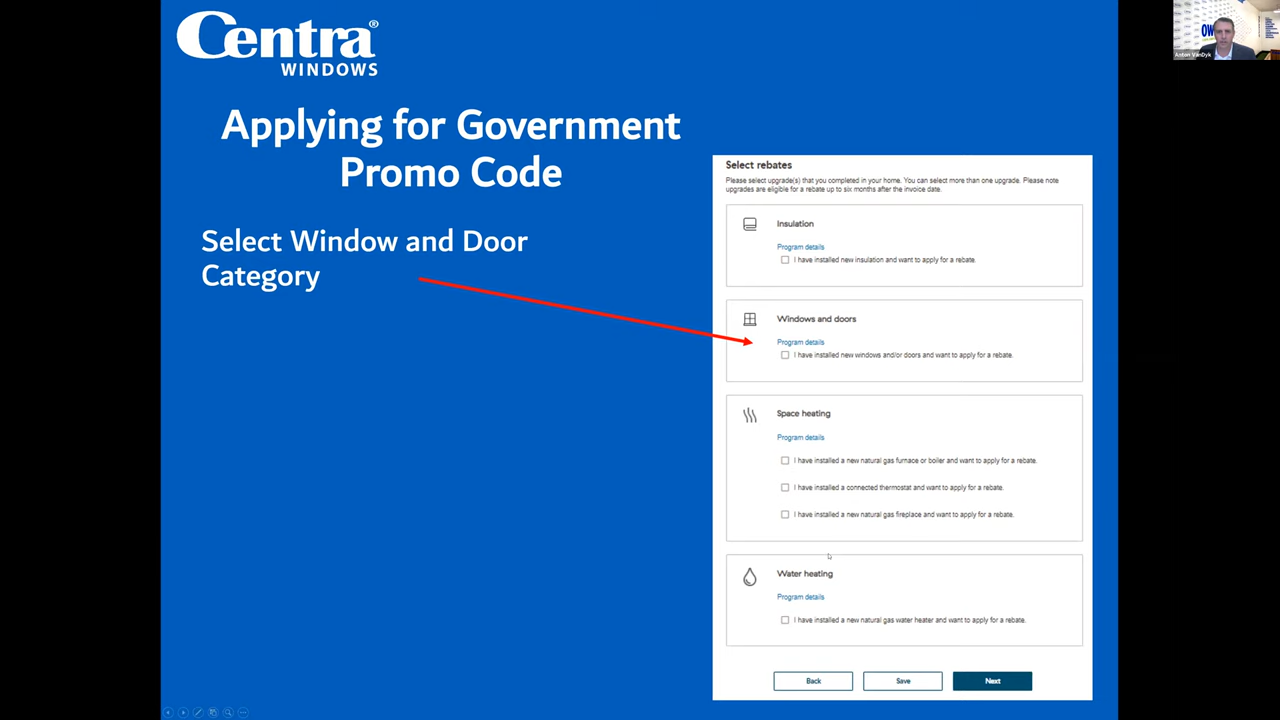 Centra®
WINDOWS
Applying for Government
Promo Code
Select Window and Door
Category
Select rebates
Please select upgrade(s) that you completed in your home. You can select more than one upgrade. Please note
upgrades are eligible for a rebate up to six months after the invoice date.
Insulation
Program details
I have installed new insulation and want to apply for a rebate.
Windows and doors
Program details
I have installed new windows and/or doors and want to apply for a rebate.
Space heating
Program details
I have installed a new natural gas furnace or boiler and want to apply for a rebate.
I have installed a connected thermostat and want to apply for a rebate.
I have installed a new natural gas fireplace and want to apply for a rebate.
Water heating
Program details
I have installed a new natural gas water heater and want to apply for a rebate.
Back
Save
Next
OW
Anton VanDyk